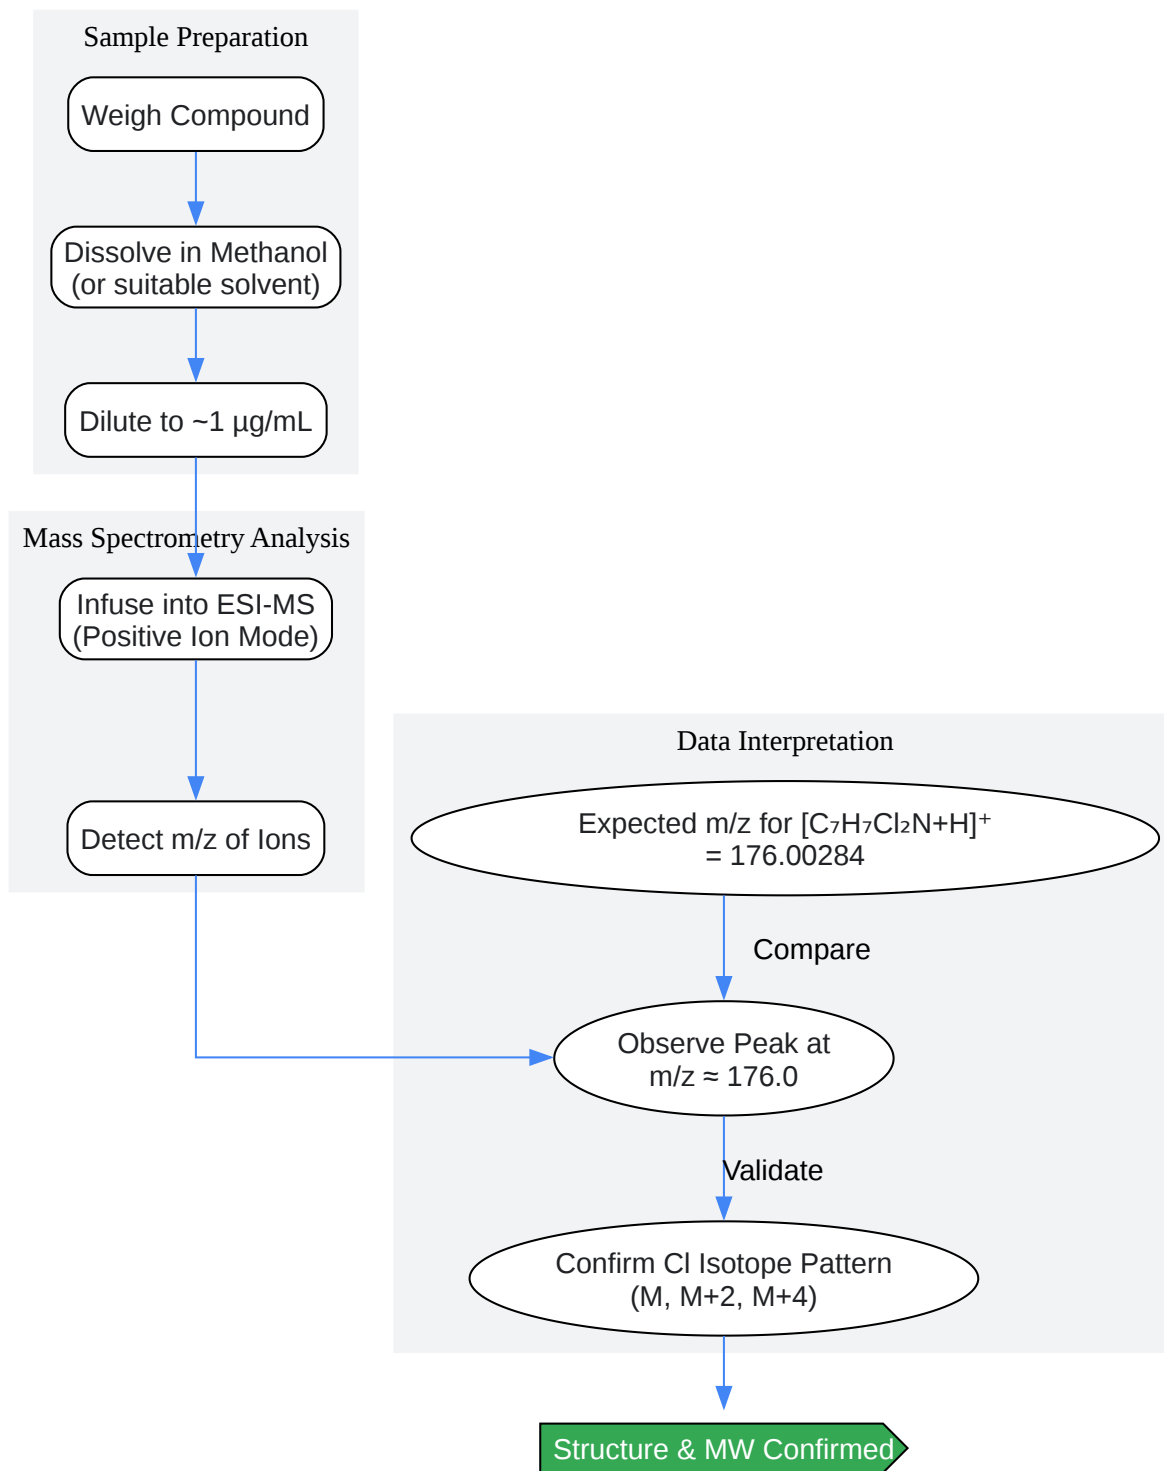 Sample Preparation
Weigh Compound
Dissolve in Methanol
(or suitable solvent)
Dilute to ~1 µg/mL
Mass Spectrometry Analysis
Infuse into ESI-MS
(Positive Ion Mode)
Detect m/z of Ions
Data Interpretation
Expected m/z for [C₇H₇Cl₂N+H]⁺
= 176.00284
Compare
Observe Peak at
m/z ≈ 176.0
Validate
Confirm Cl Isotope Pattern
(M, M+2, M+4)
Structure & MW Confirmed